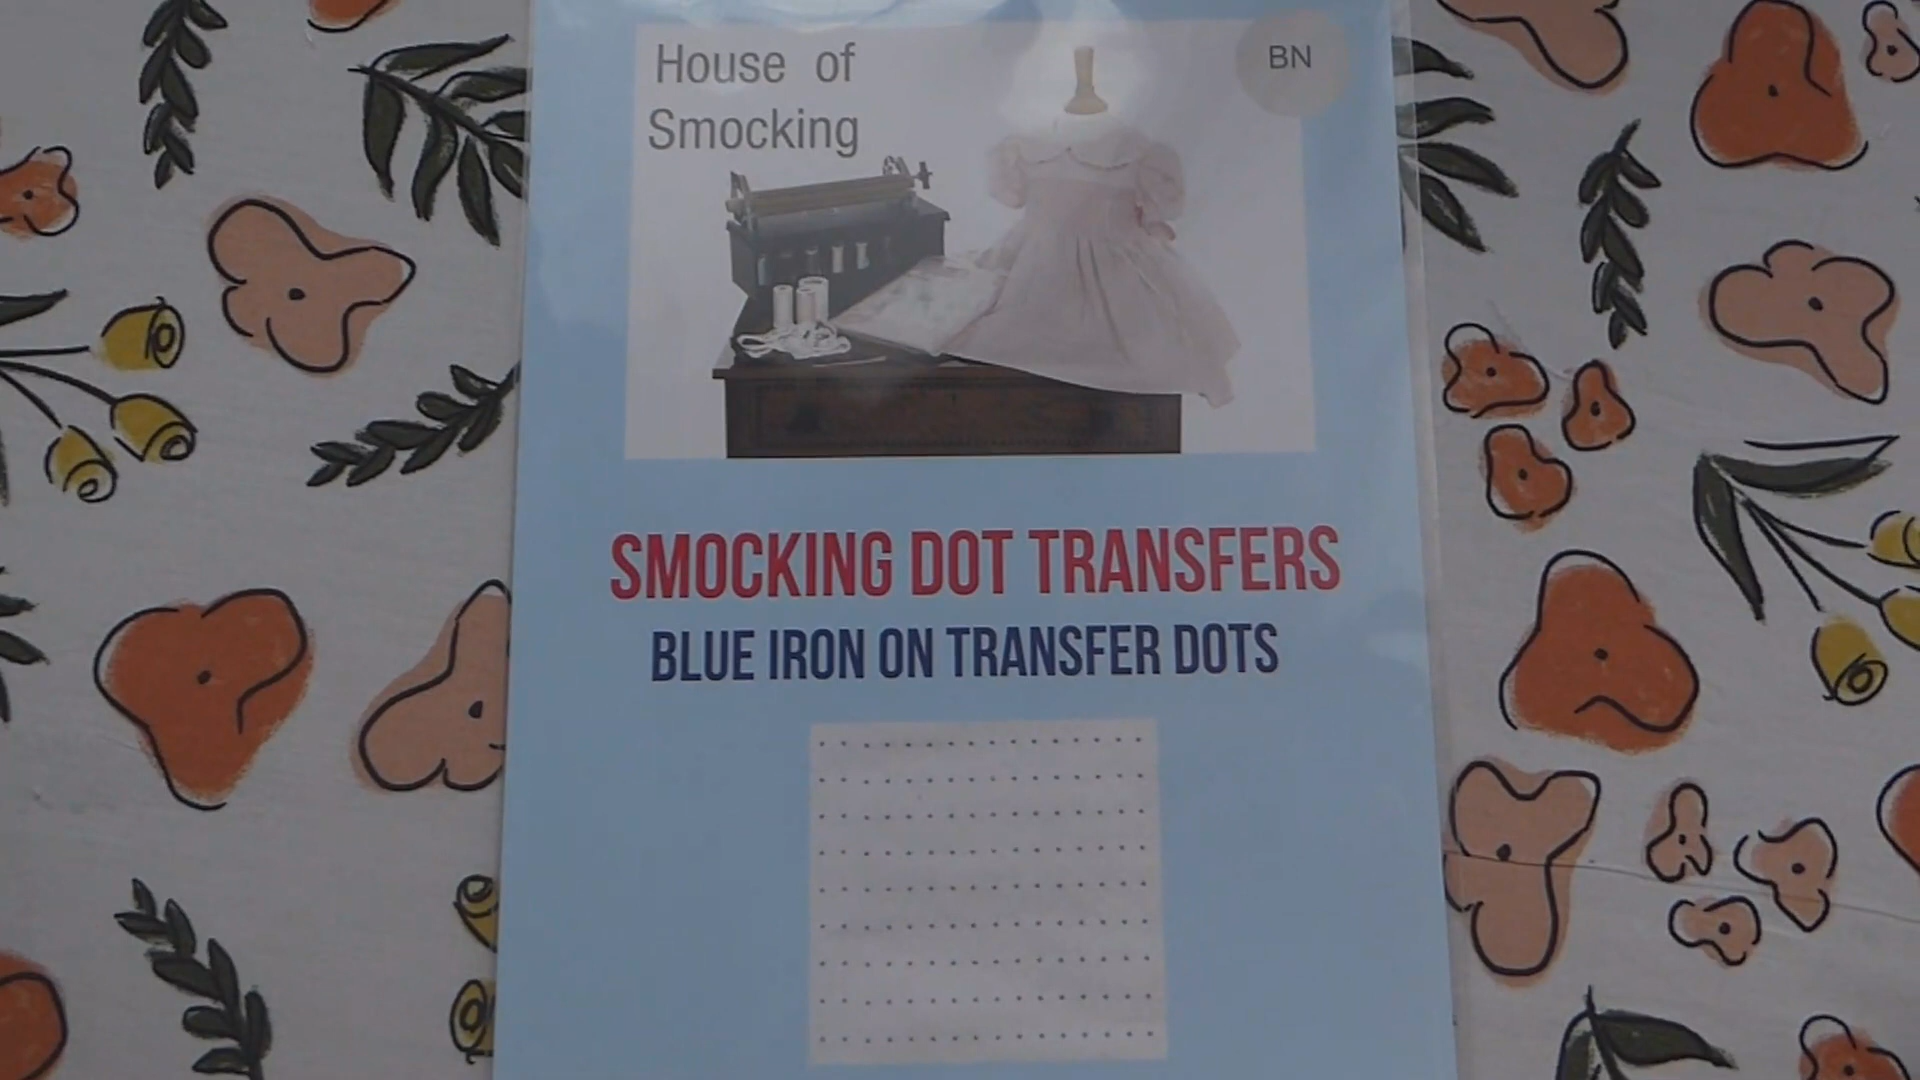 House of
Smocking
BN
SMOCKING DOT TRANSFERS
BLUE IRON ON TRANSFER DOTS